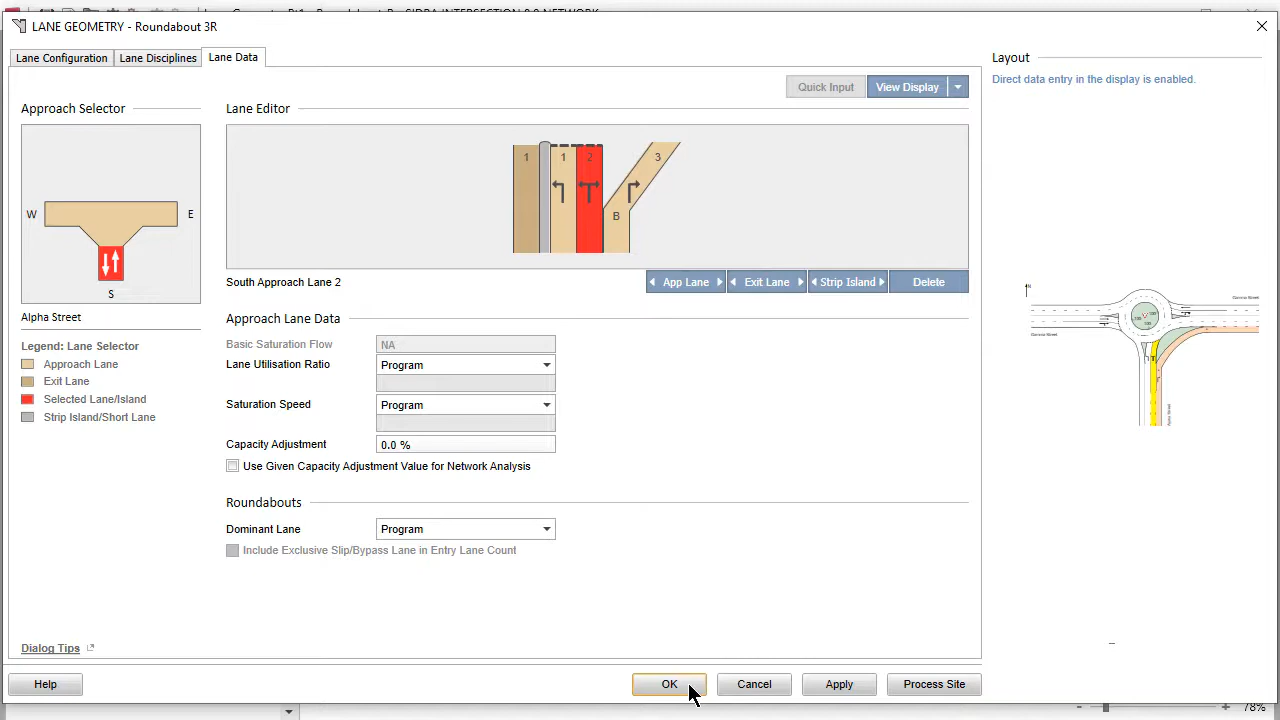 LANE GEOMETRY - Roundabout 3R
Lane Configuration
Lane Disciplines
Lane Data
Layout
Direct data entry in the display is enabled.
Quick Input
View Display
Approach Selector
Lane Editor
W
E
S
1
1
2
3
B
South Approach Lane 2
App Lane
Exit Lane
Strip Island
Delete
Alpha Street
Approach Lane Data
Legend: Lane Selector
Approach Lane
Exit Lane
Selected Lane/Island
Strip Island/Short Lane
Basic Saturation Flow
NA
Lane Utilisation Ratio
Program
Saturation Speed
Program
Capacity Adjustment
0.0 %
Use Given Capacity Adjustment Value for Network Analysis
Roundabouts
Dominant Lane
Program
Include Exclusive Slip/Bypass Lane in Entry Lane Count
N
Dialog Tips
Help
OK
Cancel
Apply
Process Site
78%